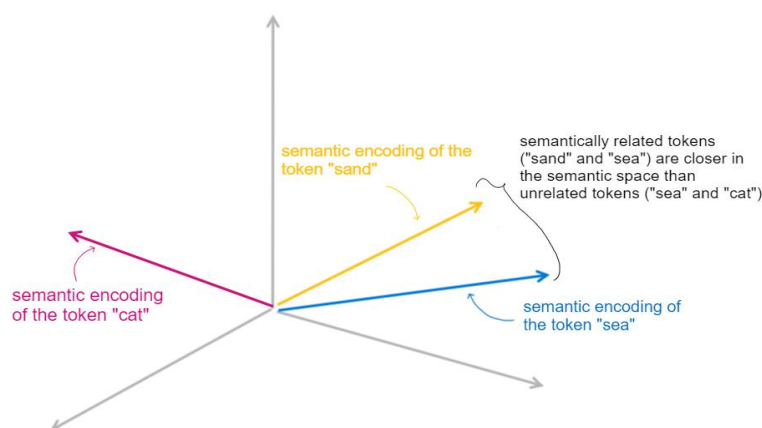 semantic encoding of the
token "sand"
semantically related tokens
("sand" and "sea") are closer in
the semantic space than
unrelated tokens ("sea" and "cat")
semantic encoding
of the token "cat"
semantic encoding of
the token "sea"